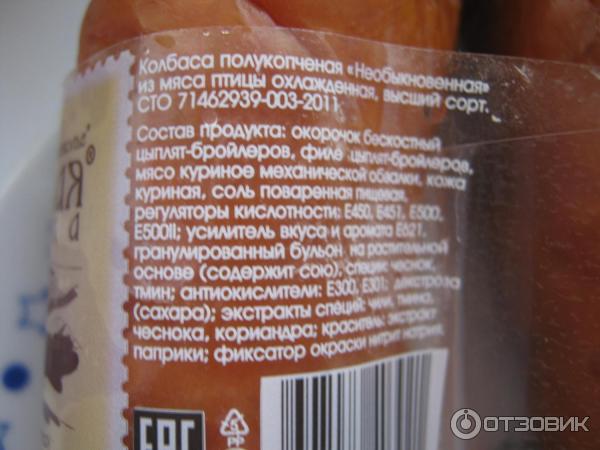 Колбаса полукопченая «Необыкновенная»
из мяса птицы охлажденная, высший сорт.
СТО 71462939-003-2011
Состав продукта: окорочок бескостный
цыплят-бройлеров, филе цыплят-бройлеров,
мясо куриное механической обвалки, кожа
куриная, соль поваренная пищевая,
регуляторы кислотности: Е450, Е451, Е500,
Е500II; усилитель вкуса и аромата Е621,
гранулированный бульон на растительной
основе (содержит сою), специи: чеснок,
тмин; антиокислители: Е300, Е301; декстроза
(сахара); экстракты специй: чили, тмина,
чеснока, кориандра; краситель: экстракт
паприки; фиксатор окраски нитрит натрия.
ЕАС
5
PP
ОТЗОВИК